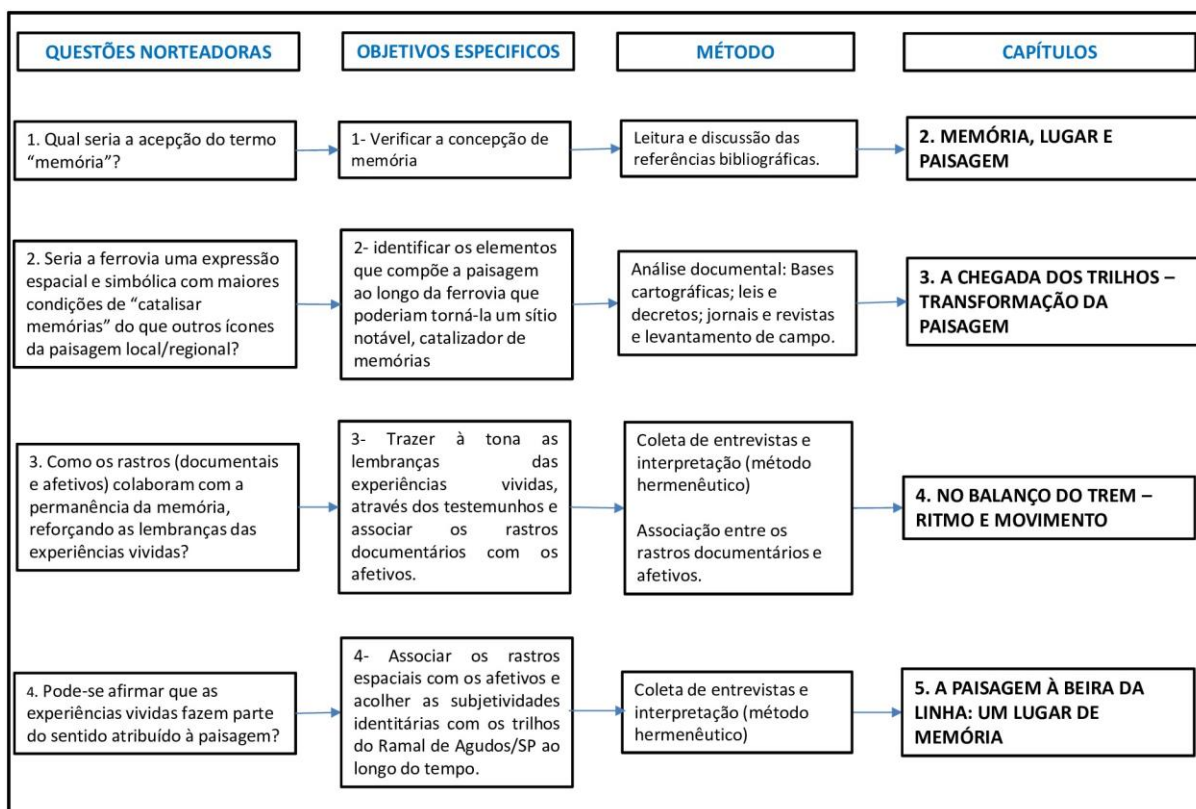 QUESTÕES NORTEADORAS
OBJETIVOS ESPECIFICOS
MÉTODO
CAPÍTULOS
1. Qual seria a acepção do termo
“memória”?
1- Verificar a concepção de
memória
Leitura e discussão das
referências bibliográficas.
2. MEMÓRIA, LUGAR E
PAISAGEM
2. Seria a ferrovia uma expressão
espacial e simbólica com maiores
condições de “catalisar
memórias” do que outros ícones
da paisagem local/regional?
2- identificar os elementos
que compõe a paisagem
ao longo da ferrovia que
poderiam torná-la um sítio
notável, catalizador de
memórias
Análise documental: Bases
cartográficas; leis e
decretos; jornais e revistas
e levantamento de campo.
3. A CHEGADA DOS TRILHOS –
TRANSFORMAÇÃO DA
PAISAGEM
3. Como os rastros (documentais
e afetivos) colaboram com a
permanência da memória,
reforçando as lembranças das
experiências vividas?
3- Trazer à tona as
lembranças das
experiências vividas,
através dos testemunhos e
associar os rastros
documentários com os
afetivos.
Coleta de entrevistas e
interpretação (método
hermenêutico)
Associação entre os
rastros documentários e
afetivos.
4. NO BALANÇO DO TREM –
RITMO E MOVIMENTO
4. Pode-se afirmar que as
experiências vividas fazem parte
do sentido atribuído à paisagem?
4- Associar os rastros
espaciais com os afetivos e
acolher as subjetividades
identitárias com os trilhos
do Ramal de Agudos/SP ao
longo do tempo.
Coleta de entrevistas e
interpretação (método
hermenêutico)
5. A PAISAGEM À BEIRA DA
LINHA: UM LUGAR DE
MEMÓRIA